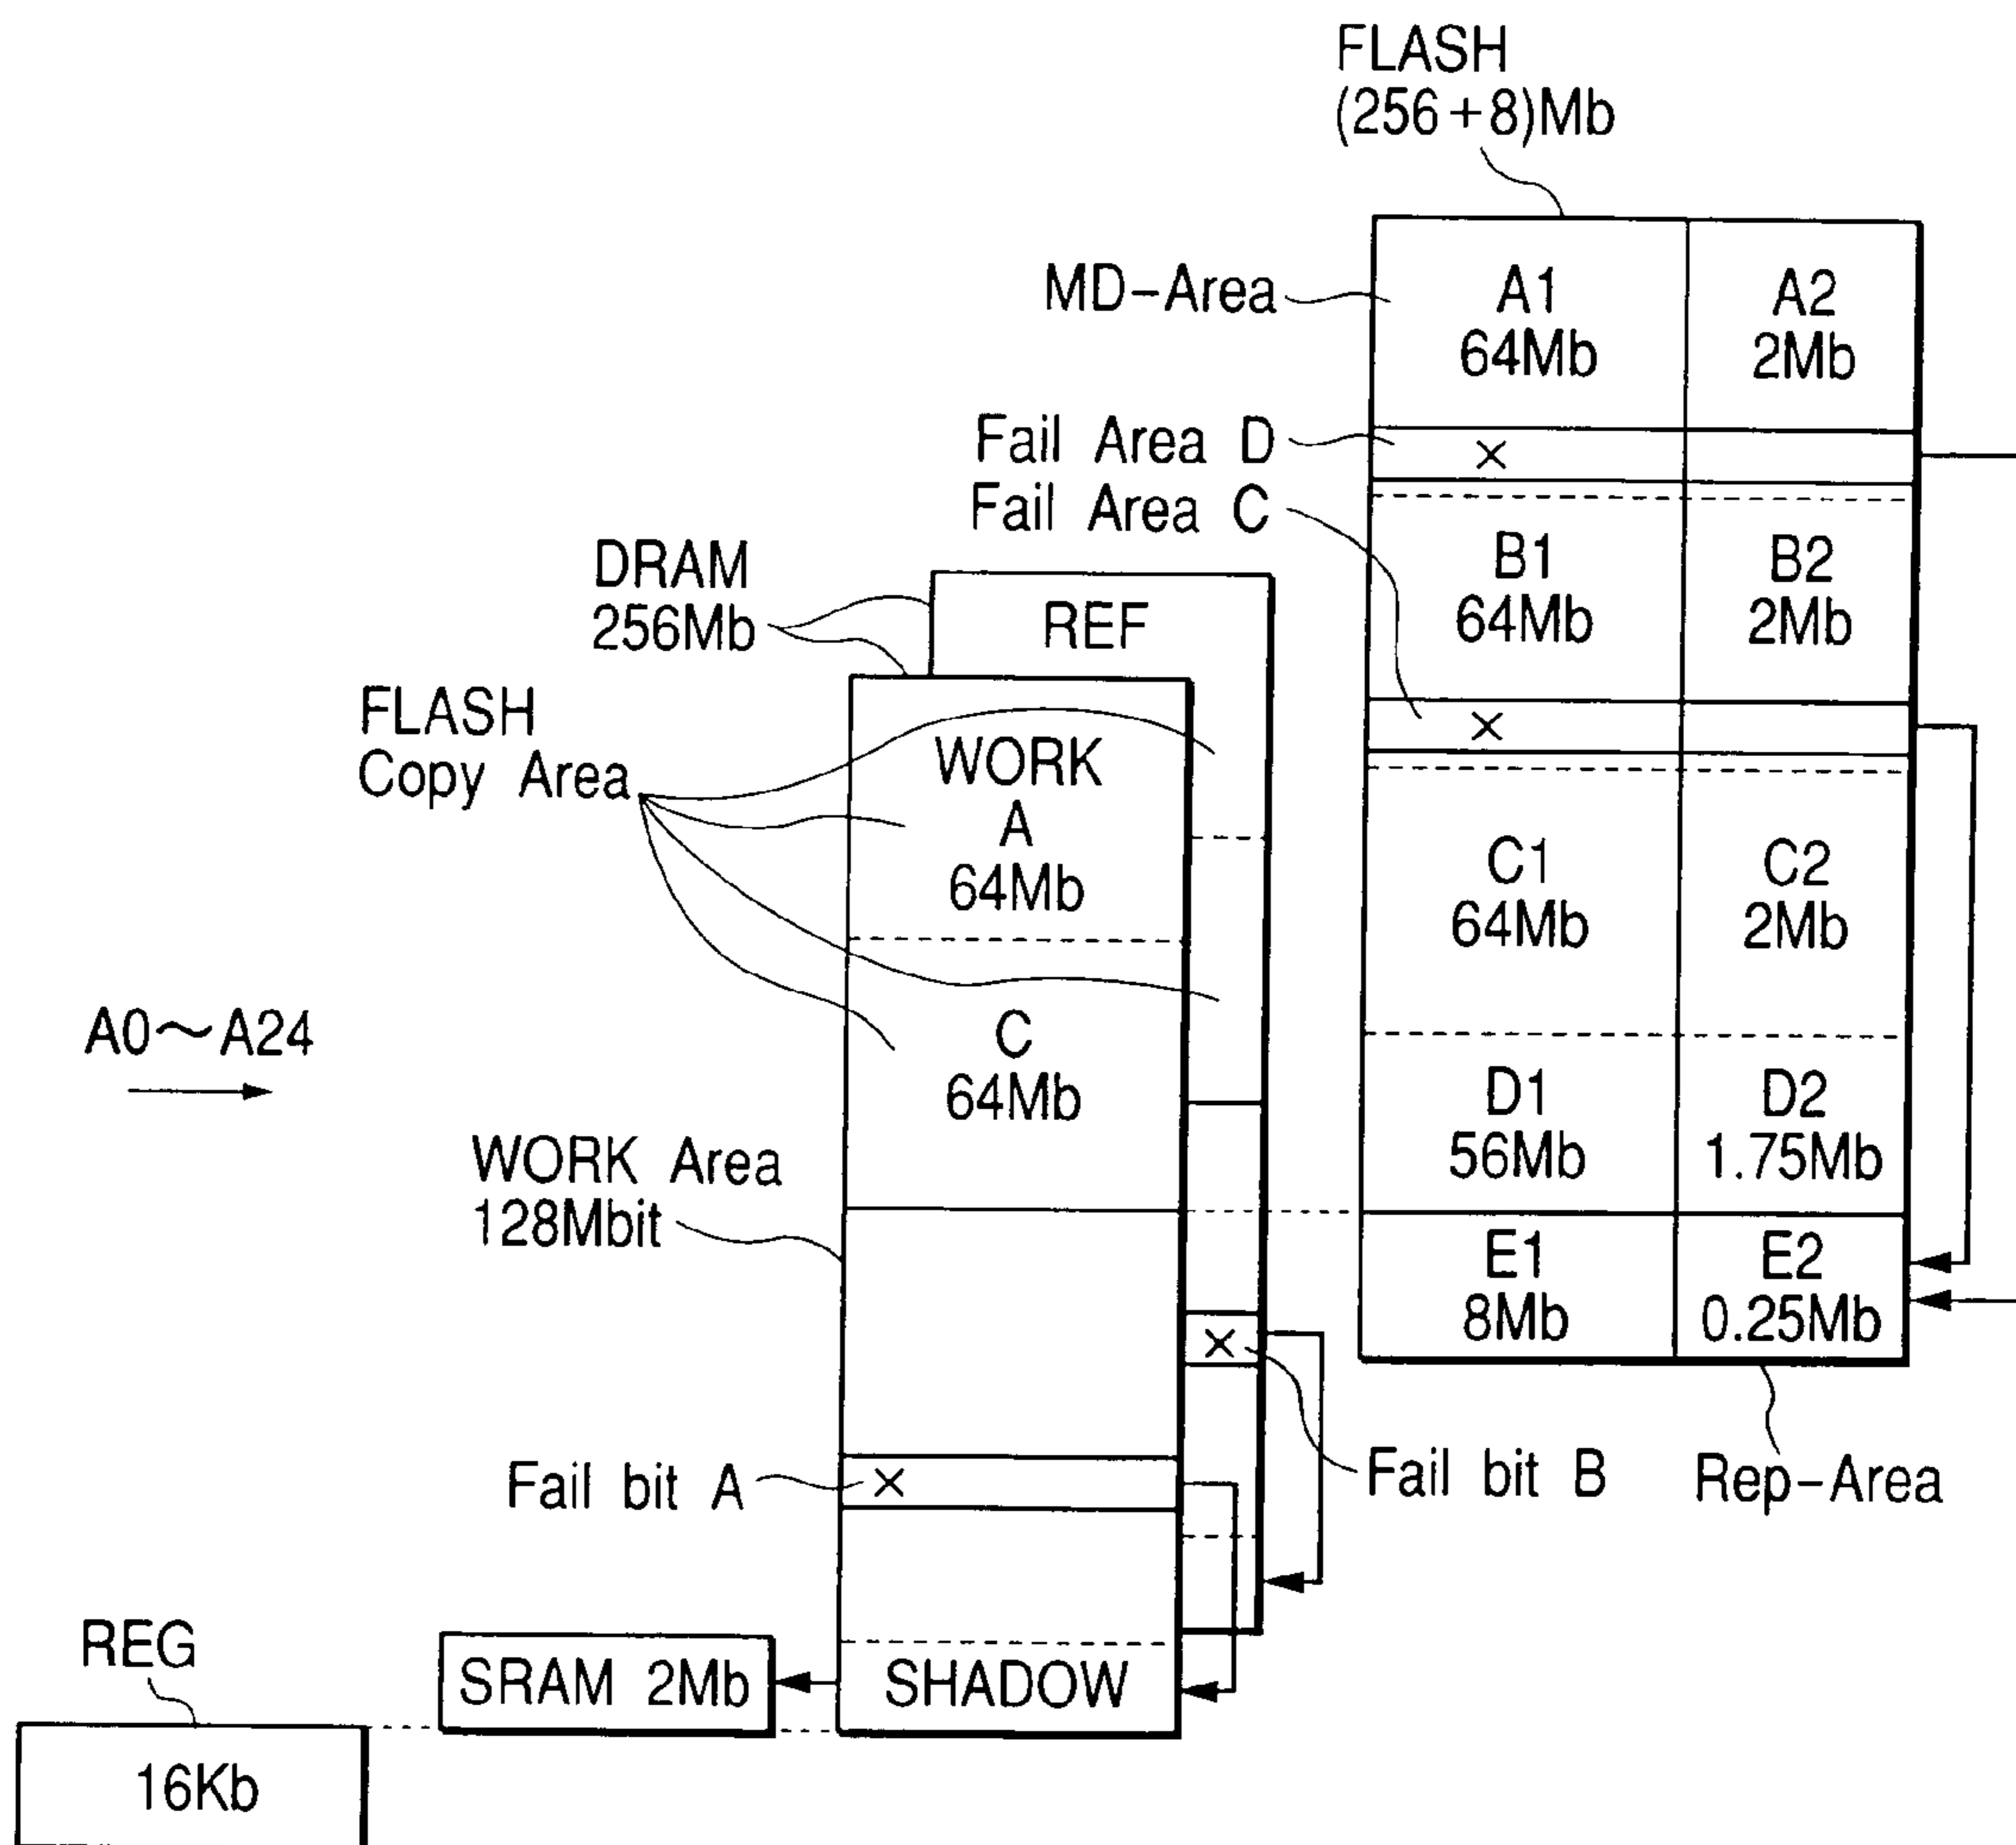 FLASH
(256+8)Mb
MD-Area
A1
64Mb
A2
2Mb
Fail Area D
×
Fail Area C
B1
64Mb
B2
2Mb
×
DRAM
256Mb
REF
FLASH
Copy Area
WORK
A
64Mb
C1
64Mb
C2
2Mb
A0~A24
C
64Mb
D1
56Mb
D2
1.75Mb
WORK Area
128Mbit
E1
8Mb
E2
0.25Mb
×
Fail bit A
×
Fail bit B
Rep-Area
REG
SRAM 2Mb
SHADOW
16Kb